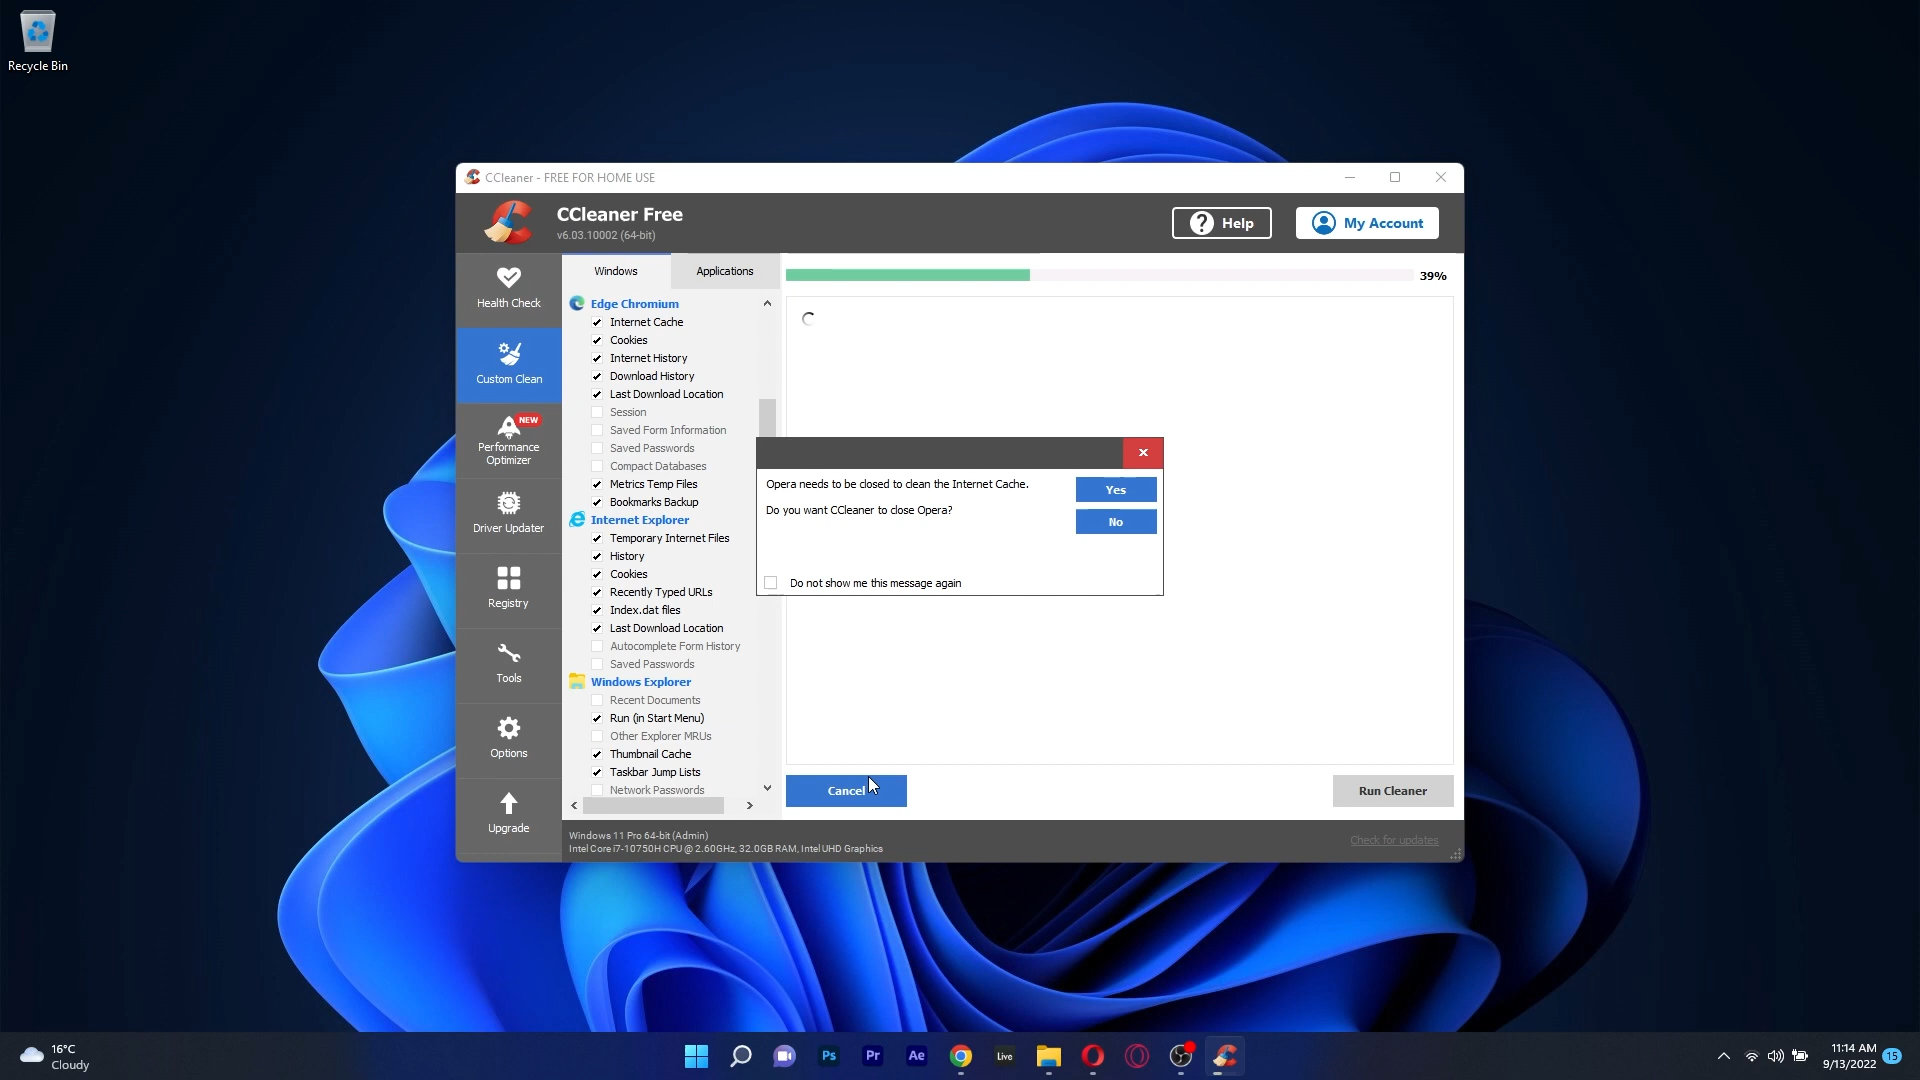 Recycle Bin
CCleaner - FREE FOR HOME USE
CCleaner Free
v6.03.10002 (64-bit)
Help
My Account
Health Check
Custom Clean
NEW
Performance
Optimizer
Driver Updater
Registry
Tools
Options
Upgrade
Windows
Applications
Edge Chromium
Internet Cache
Cookies
Internet History
Download History
Last Download Location
Session
Saved Form Information
Saved Passwords
Compact Databases
Metrics Temp Files
Bookmarks Backup
Internet Explorer
Temporary Internet Files
History
Cookies
Recently Typed URLs
Index.dat files
Last Download Location
Autocomplete Form History
Saved Passwords
Windows Explorer
Recent Documents
Run (in Start Menu)
Other Explorer MRUs
Thumbnail Cache
Taskbar Jump Lists
Network Passwords
39%
Opera needs to be closed to clean the Internet Cache.
Do you want CCleaner to close Opera?
Yes
No
Do not show me this message again
Cancel
Run Cleaner
Windows 11 Pro 64-bit (Admin)
Intel Core i7-10750H CPU @ 2.60GHz, 32.0GB RAM, Intel UHD Graphics
Check for updates
16°C
Cloudy
Ps
Pr
Ae
Live
11:14 AM
9/13/2022
15